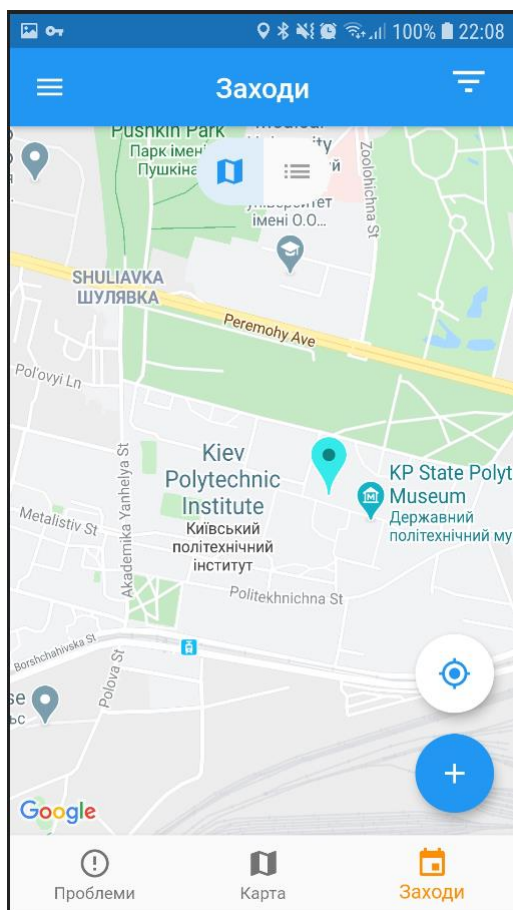 100% 22:08
Заходи
Pushkin Park
Парк імені
Пушкіна
Zoolohichna St
імені О.О...
SHULIAVKA
ШУЛЯВКА
Peremohy Ave
Pol'ovyi Ln
Akademika Yanhelya St
Kiev
Polytechnic
Institute
Київський
політехнічний
інститут
KP State Polyt
Museum
Державний
політехнічний му
Metalistiv St
Politekhnichna St
Borshchahivska St
Polova St
Google
Проблеми
Карта
Заходи